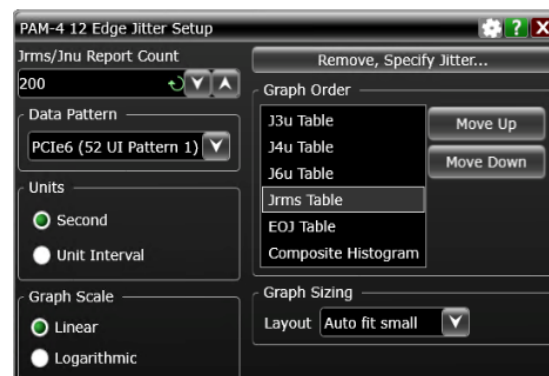 PAM-4 12 Edge Jitter Setup
?
X
Jrms/Jnu Report Count
200
Data Pattern
PCIe6 (52 UI Pattern 1)
Units
Second
Unit Interval
Graph Scale
Linear
Logarithmic
Remove, Specify Jitter...
Graph Order
J3u Table
J4u Table
J6u Table
Jrms Table
EOJ Table
Composite Histogram
Move Up
Move Down
Graph Sizing
Layout Auto fit small